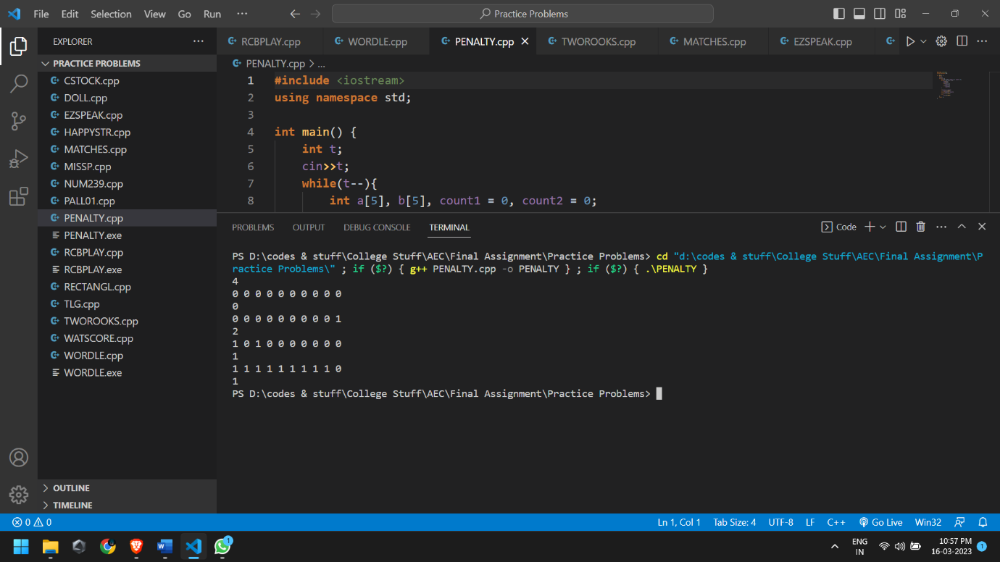 File Edit Selection View Go Run ··· Practice Problems
EXPLORER ···
PRACTICE PROBLEMS
CSTOCK.cpp
DOLL.cpp
EZSPEAK.cpp
HAPPYSTR.cpp
MATCHES.cpp
MISSP.cpp
NUM239.cpp
PALL01.cpp
PENALTY.cpp
PENALTY.exe
RCBPLAY.cpp
RCBPLAY.exe
RECTANGL.cpp
TLG.cpp
TWOROOKS.cpp
WATSCORE.cpp
WORDLE.cpp
WORDLE.exe
OUTLINE
TIMELINE
RCBPLAY.cpp WORDLE.cpp PENALTY.cpp TWOROOKS.cpp MATCHES.cpp EZSPEAK.cpp
PENALTY.cpp > ...
1 #include <iostream>
2 using namespace std;
3
4 int main() {
5 int t;
6 cin>>t;
7 while(t--){
8 int a[5], b[5], count1 = 0, count2 = 0;
PROBLEMS OUTPUT DEBUG CONSOLE TERMINAL Code
PS D:\codes & stuff\College Stuff\AEC\Final Assignment\Practice Problems> cd "d:\codes & stuff\College Stuff\AEC\Final Assignment\P
ractice Problems\" ; if ($?) { g++ PENALTY.cpp -o PENALTY } ; if ($?) { .\PENALTY }
4
0 0 0 0 0 0 0 0 0 0
0
0 0 0 0 0 0 0 0 0 1
2
1 0 1 0 0 0 0 0 0 0
1
1 1 1 1 1 1 1 1 1 0
1
PS D:\codes & stuff\College Stuff\AEC\Final Assignment\Practice Problems>
0 0 Ln 1, Col 1 Tab Size: 4 UTF-8 LF C++ Go Live Win32
W 1 ENG 10:57 PM
IN 16-03-2023 1